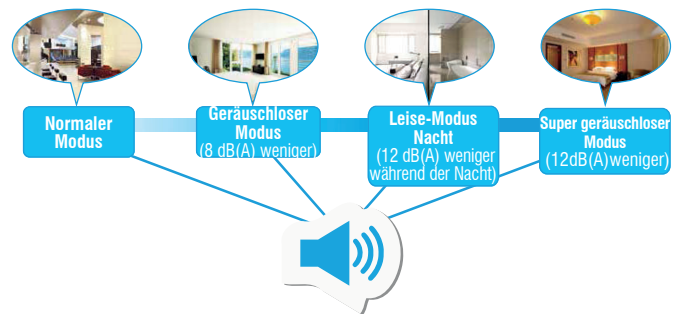 Normaler
Modus
Geräuschloser
Modus
(8 dB(A) weniger)
Leise-Modus
Nacht
(12 dB(A) weniger
während der Nacht)
Super geräuschloser
Modus
(12dB(A)weniger)